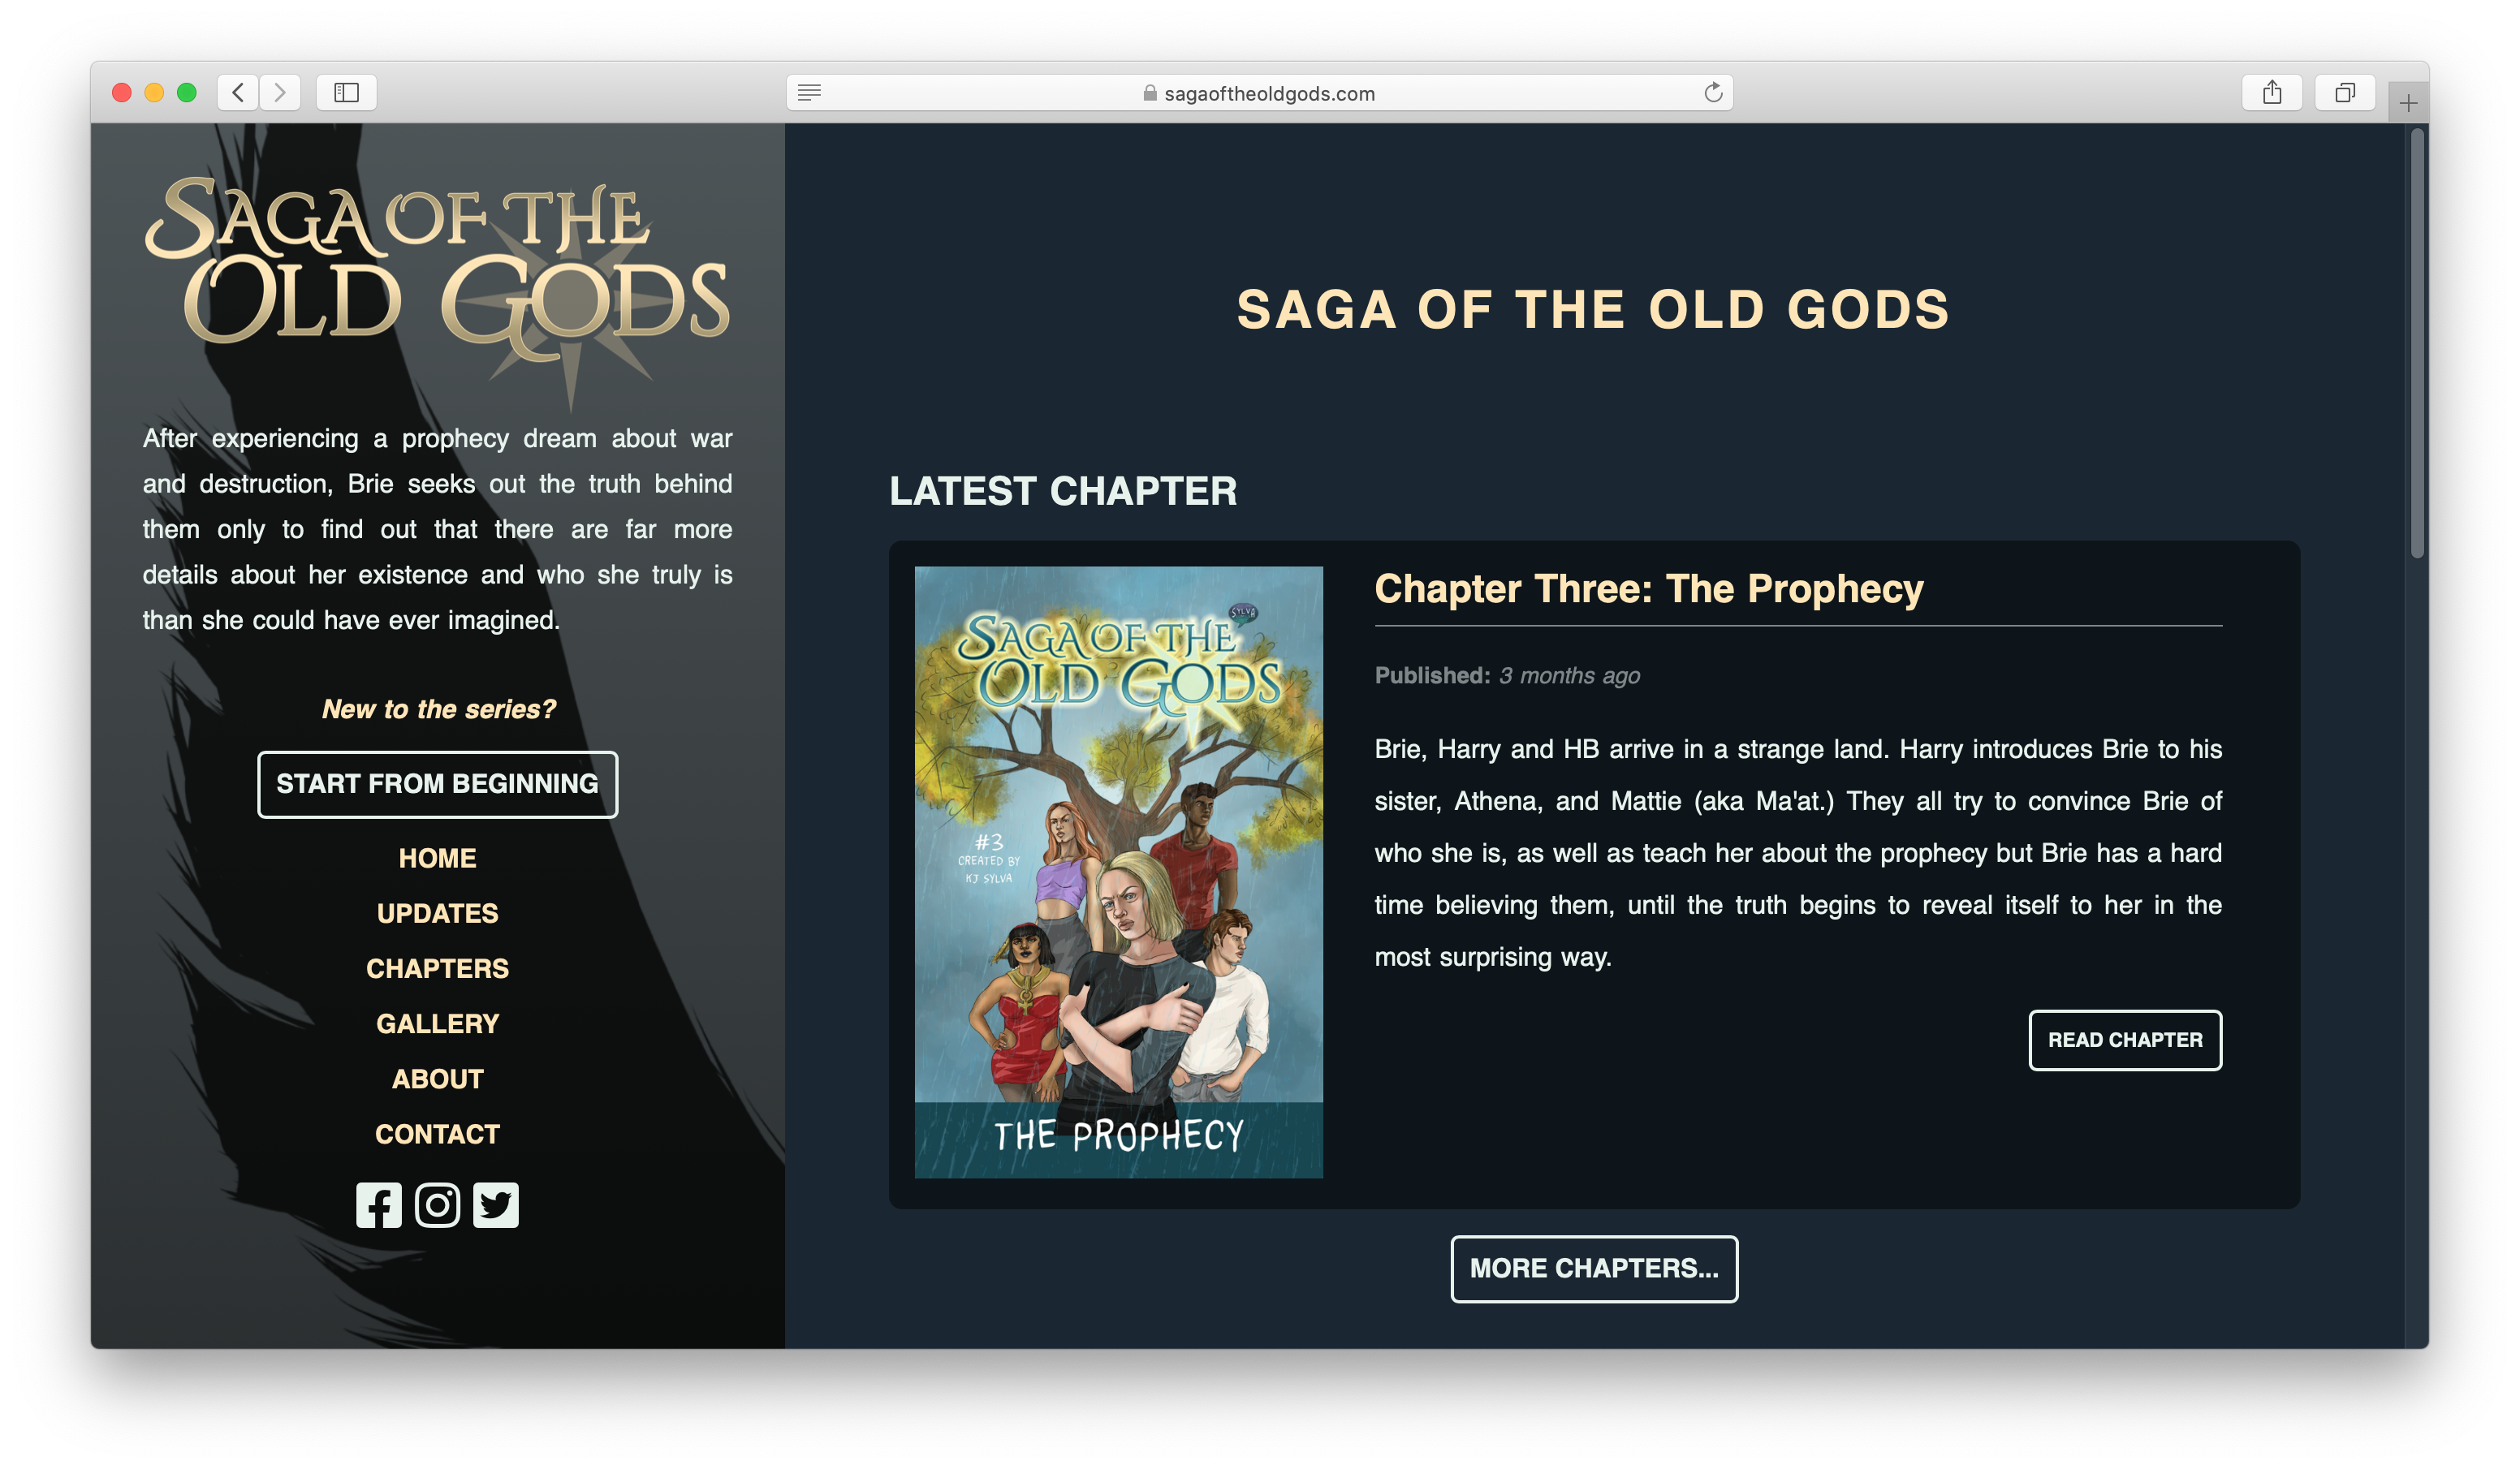 sagaoftheoldgods.com
SAGA OF THE
OLD GODS
After experiencing a prophecy dream about war
and destruction, Brie seeks out the truth behind
them only to find out that there are far more
details about her existence and who she truly is
than she could have ever imagined.
New to the series?
START FROM BEGINNING
HOME
UPDATES
CHAPTERS
GALLERY
ABOUT
CONTACT
SAGA OF THE OLD GODS
LATEST CHAPTER
SYLVA
SAGA OF THE
OLD GODS
#3
CREATED BY
KJ SYLVA
THE PROPHECY
Chapter Three: The Prophecy
Published: 3 months ago
Brie, Harry and HB arrive in a strange land. Harry introduces Brie to his
sister, Athena, and Mattie (aka Ma'at.) They all try to convince Brie of
who she is, as well as teach her about the prophecy but Brie has a hard
time believing them, until the truth begins to reveal itself to her in the
most surprising way.
READ CHAPTER
MORE CHAPTERS...